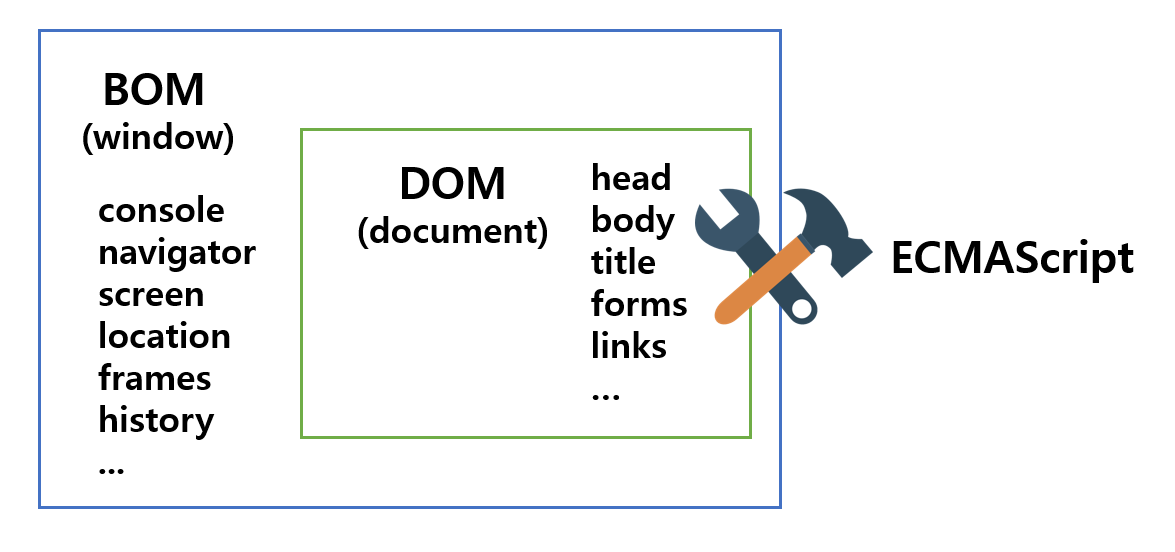 BOM
(window)
console
navigator
screen
location
frames
history
...
DOM
(document)
head
body
title
forms
links
...
ECMAScript